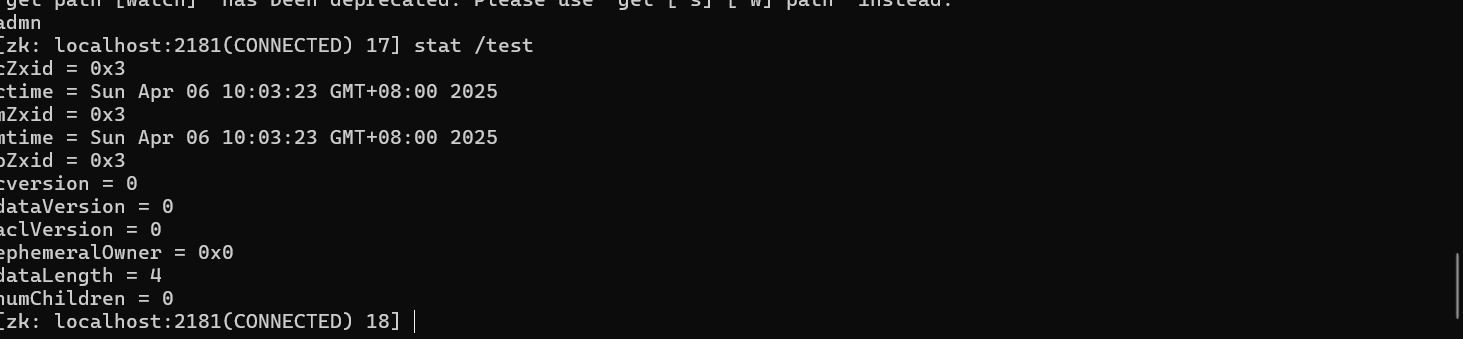 get path [watch]' has been deprecated. Please use 'get [-s] [-w] path' instead.
admn
[zk: localhost:2181(CONNECTED) 17] stat /test
cZxid = 0x3
ctime = Sun Apr 06 10:03:23 GMT+08:00 2025
mZxid = 0x3
mtime = Sun Apr 06 10:03:23 GMT+08:00 2025
pZxid = 0x3
cversion = 0
dataVersion = 0
aclVersion = 0
ephemeralOwner = 0x0
dataLength = 4
numChildren = 0
[zk: localhost:2181(CONNECTED) 18]